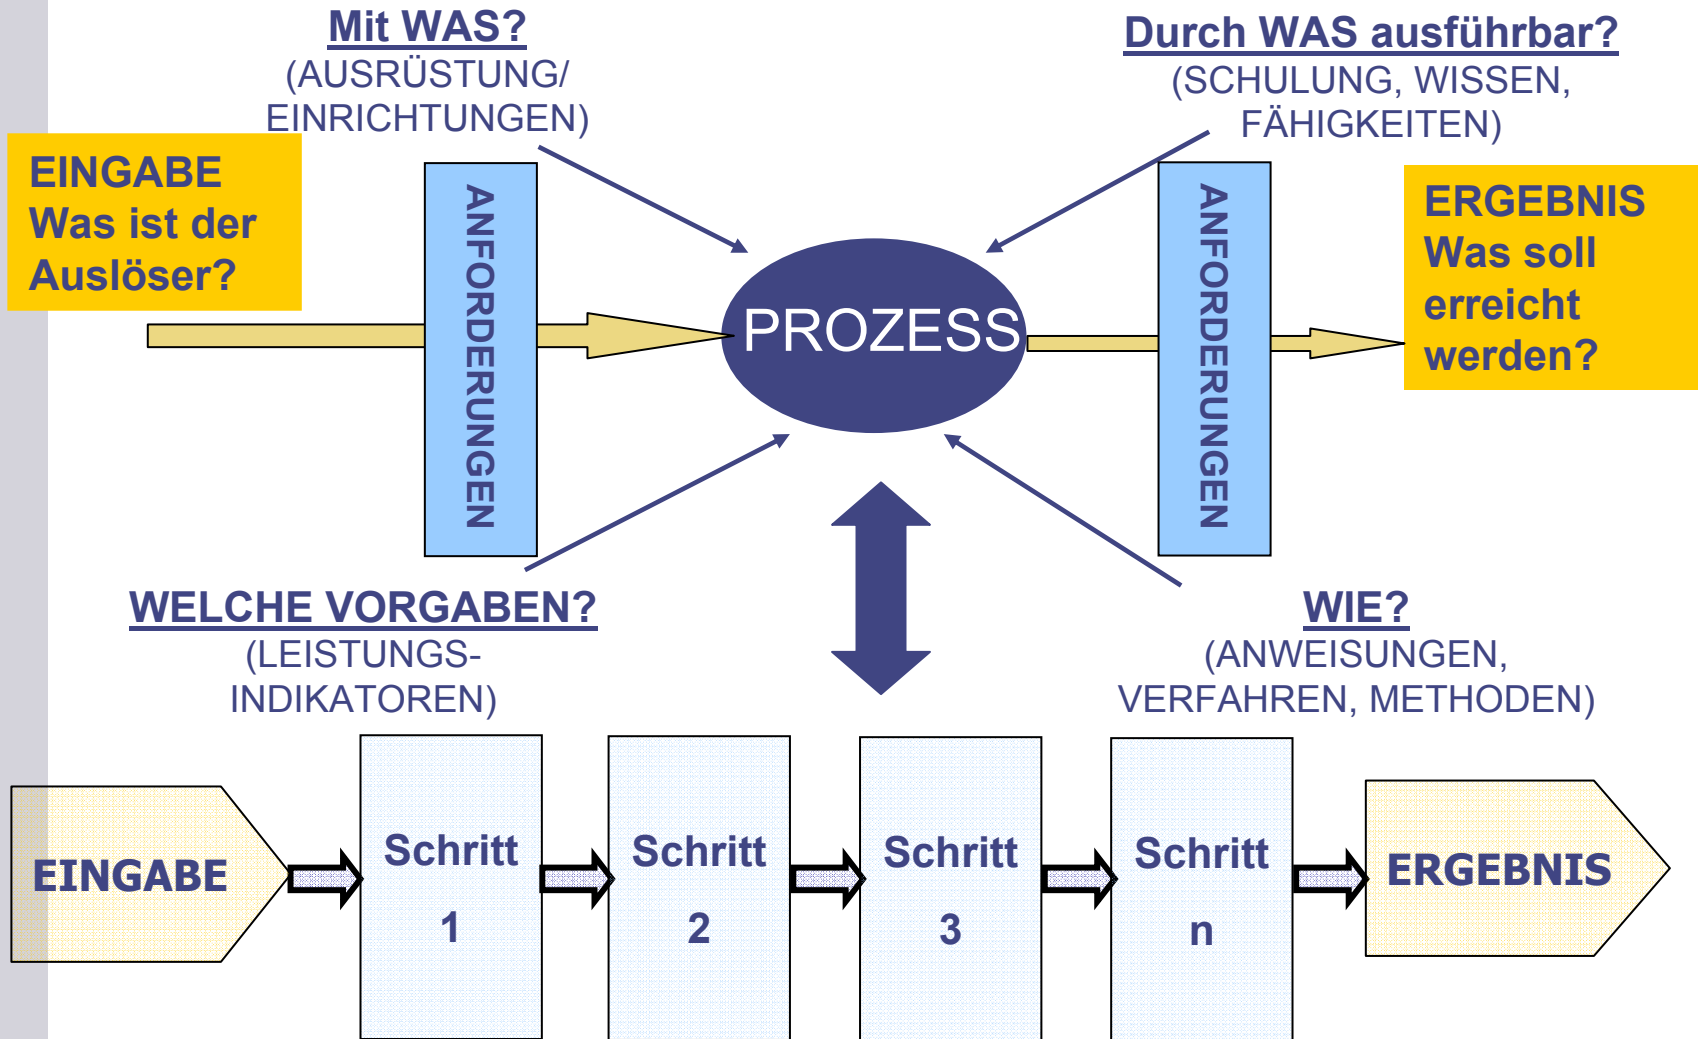 Mit WAS?
(AUSRÜSTUNG/
EINRICHTUNGEN)
Durch WAS ausführbar?
(SCHULUNG, WISSEN,
FÄHIGKEITEN)
EINGABE
Was ist der
Auslöser?
ANFORDERUNGEN
PROZESS
ANFORDERUNGEN
ERGEBNIS
Was soll
erreicht
werden?
WELCHE VORGABEN?
(LEISTUNGS-
INDIKATOREN)
WIE?
(ANWEISUNGEN,
VERFAHREN, METHODEN)
EINGABE
Schritt
1
Schritt
2
Schritt
3
Schritt
n
ERGEBNIS